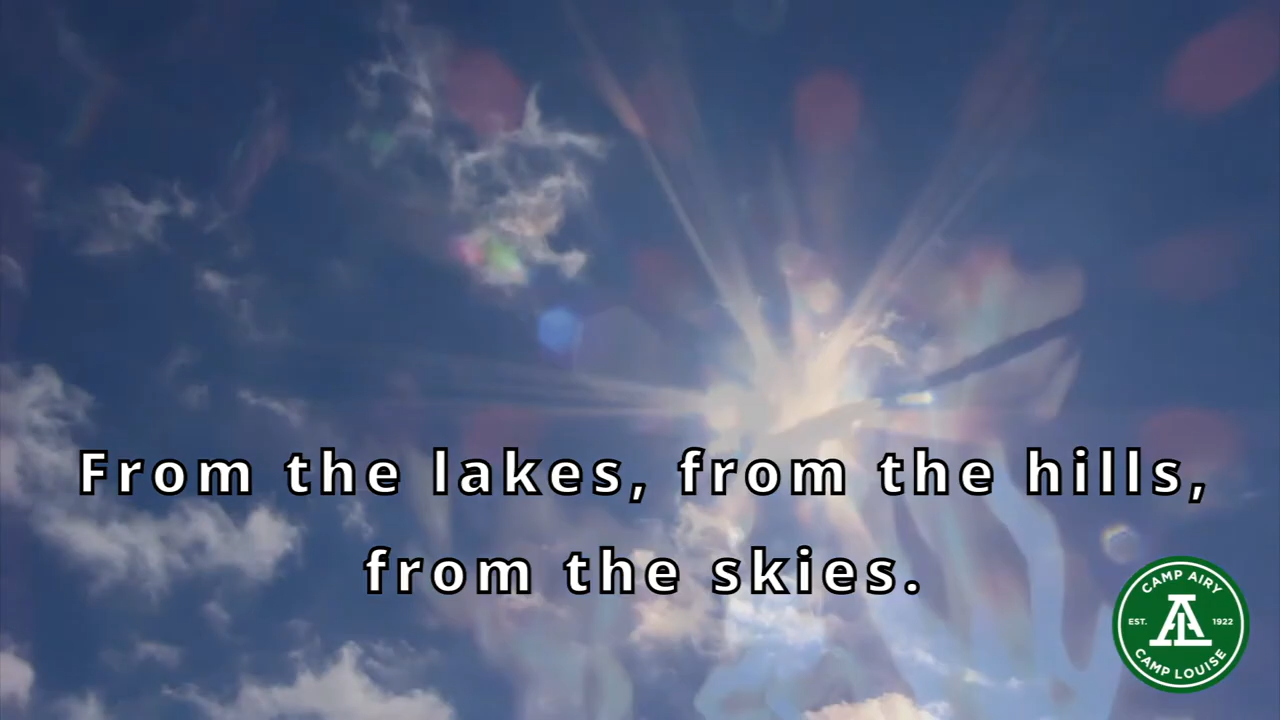 From the lakes, from the hills,
from the skies.
CAMP AIRY
EST. 1922
CAMP LOUISE